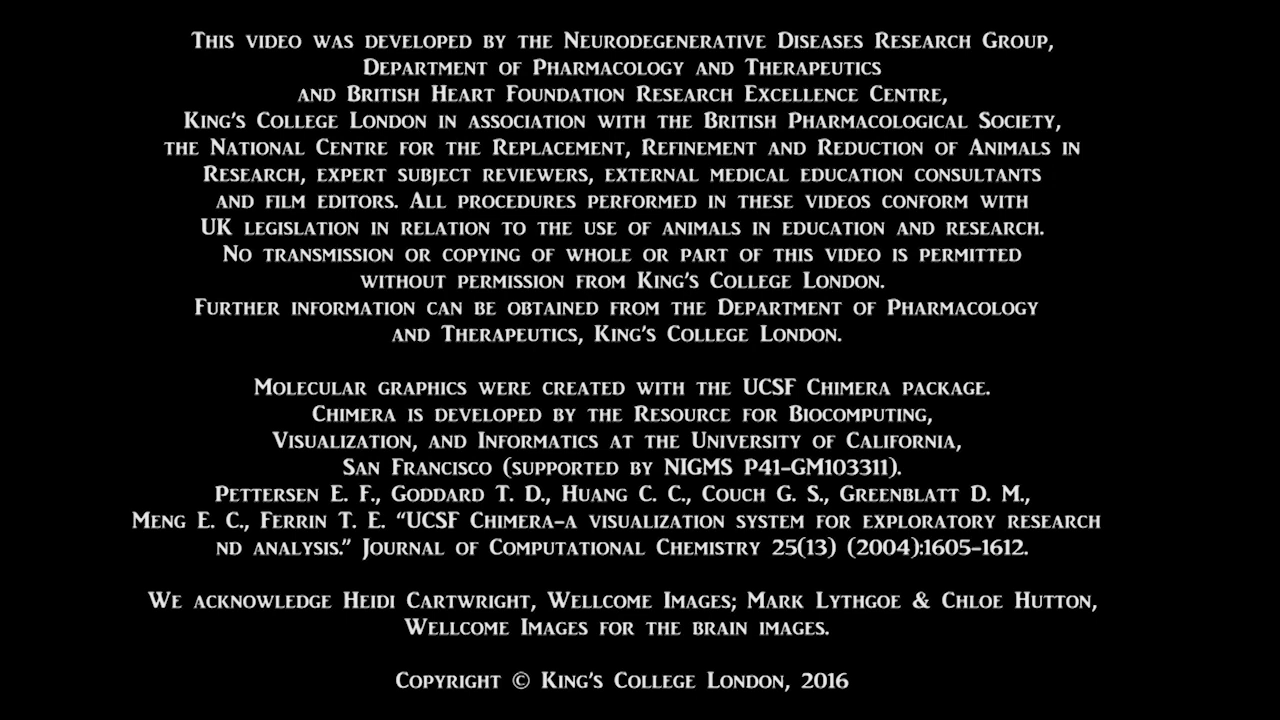 This video was developed by the Neurodegenerative Diseases Research Group,
Department of Pharmacology and Therapeutics
and British Heart Foundation Research Excellence Centre,
King's College London in association with the British Pharmacological Society,
the National Centre for the Replacement, Refinement and Reduction of Animals in
Research, expert subject reviewers, external medical education consultants
and film editors. All procedures performed in these videos conform with
UK legislation in relation to the use of animals in education and research.
No transmission or copying of whole or part of this video is permitted
without permission from King's College London.
Further information can be obtained from the Department of Pharmacology
and Therapeutics, King's College London.
Molecular graphics were created with the UCSF Chimera package.
Chimera is developed by the Resource for Biocomputing,
Visualization, and Informatics at the University of California,
San Francisco (supported by NIGMS P41-GM103311).
Pettersen E. F., Goddard T. D., Huang C. C., Couch G. S., Greenblatt D. M.,
Meng E. C., Ferrin T. E. “UCSF Chimera-a visualization system for exploratory research
nd analysis.” Journal of Computational Chemistry 25(13) (2004):1605-1612.
We acknowledge Heidi Cartwright, Wellcome Images; Mark Lythgoe & Chloe Hutton,
Wellcome Images for the brain images.
Copyright © King's College London, 2016